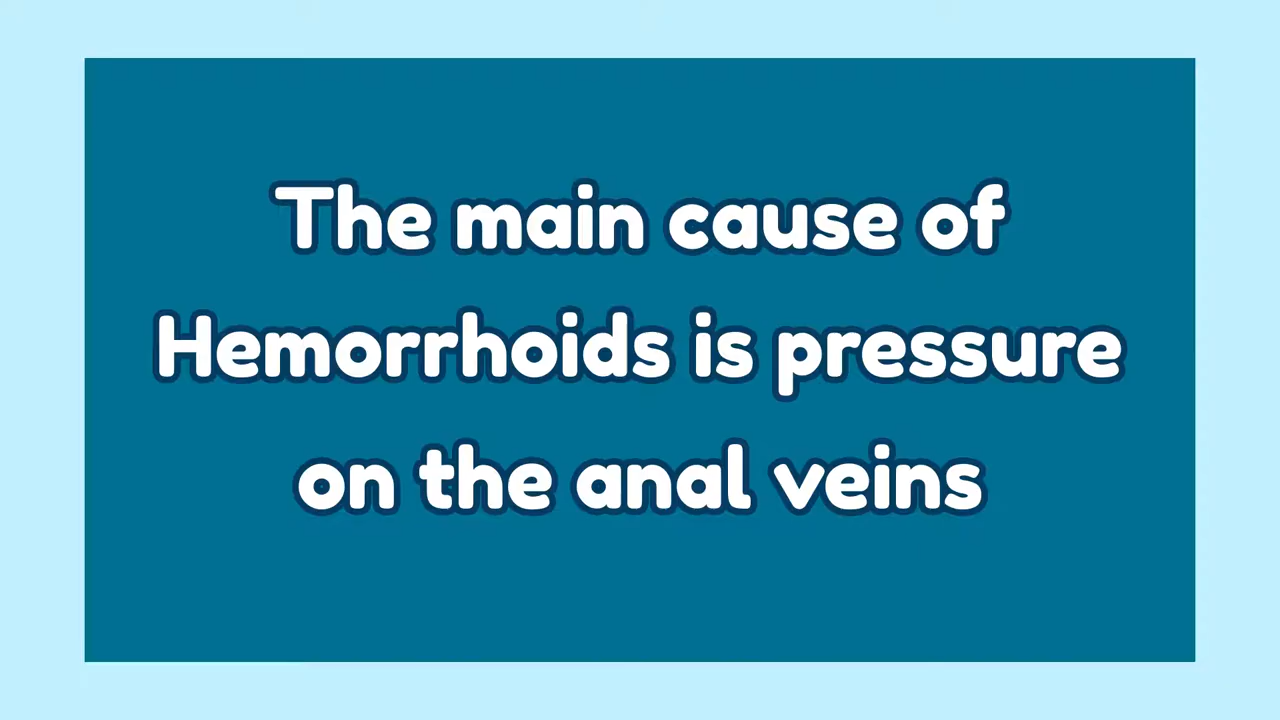 The main cause of
Hemorrhoids is pressure
on the anal veins